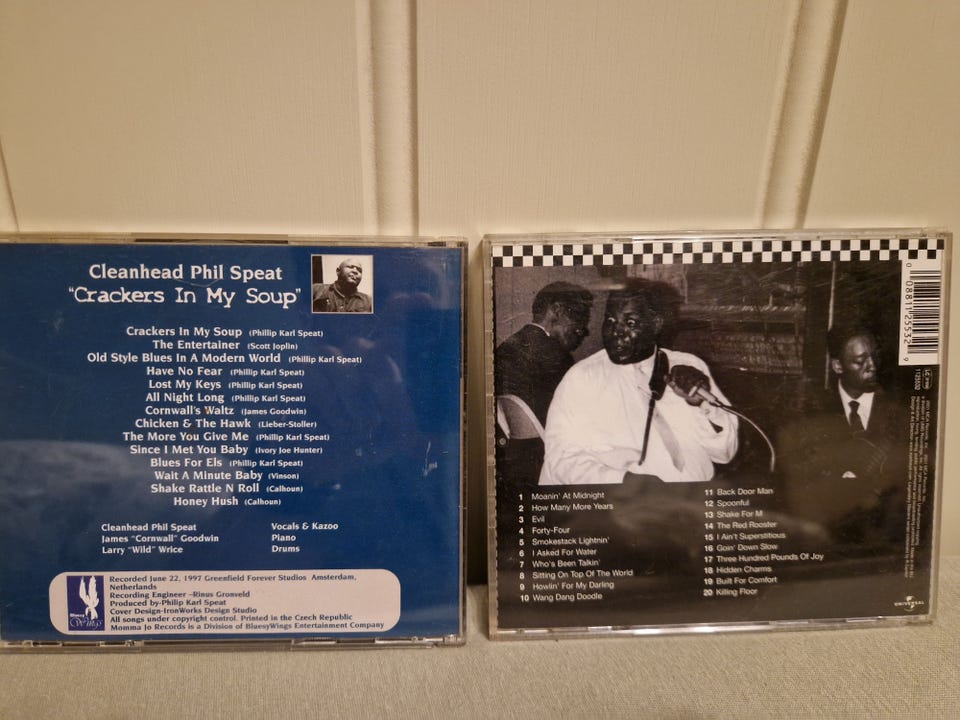 Cleanhead Phil Speat
"Crackers In My Soup"
Crackers In My Soup (Phillip Karl Speat)
The Entertainer (Scott Joplin)
Old Style Blues In A Modern World (Phillip Karl Speat)
Have No Fear (Phillip Karl Speat)
Lost My Keys (Phillip Karl Speat)
All Night Long (Phillip Karl Speat)
Cornwall's Waltz (James Goodwin)
Chicken & The Hawk (Lieber-Stoller)
The More You Give Me (Phillip Karl Speat)
Since I Met You Baby (Ivory Joe Hunter)
Blues For Els (Phillip Karl Speat)
Wait A Minute Baby (Vinson)
Shake Rattle N Roll (Calhoun)
Honey Hush (Calhoun)
Cleanhead Phil Speat Vocals & Kazoo
James "Cornwall" Goodwin Piano
Larry "Wild" Wrice Drums
Bluesy
Wings
Recorded June 22, 1997 Greenfield Forever Studios Amsterdam,
Netherlands
Recording Engineer -Rinus Gronveld
Produced by-Philip Karl Speat
Cover Design-IronWorks Design Studio
All songs under copyright control. Printed in the Czech Republic
Momma Jo Records is a Division of BluesyWings Entertainment Company
1 Moanin' At Midnight
2 How Many More Years
3 Evil
4 Forty-Four
5 Smokestack Lightnin'
6 I Asked For Water
7 Who's Been Talkin'
8 Sitting On Top Of The World
9 Howlin' For My Darling
10 Wang Dang Doodle
11 Back Door Man
12 Spoonful
13 Shake For M
14 The Red Rooster
15 I Ain't Superstitious
16 Goin' Down Slow
17 Three Hundred Pounds Of Joy
18 Hidden Charms
19 Built For Comfort
20 Killing Floor
0 08811 25532 9
1125532
UNIVERSAL